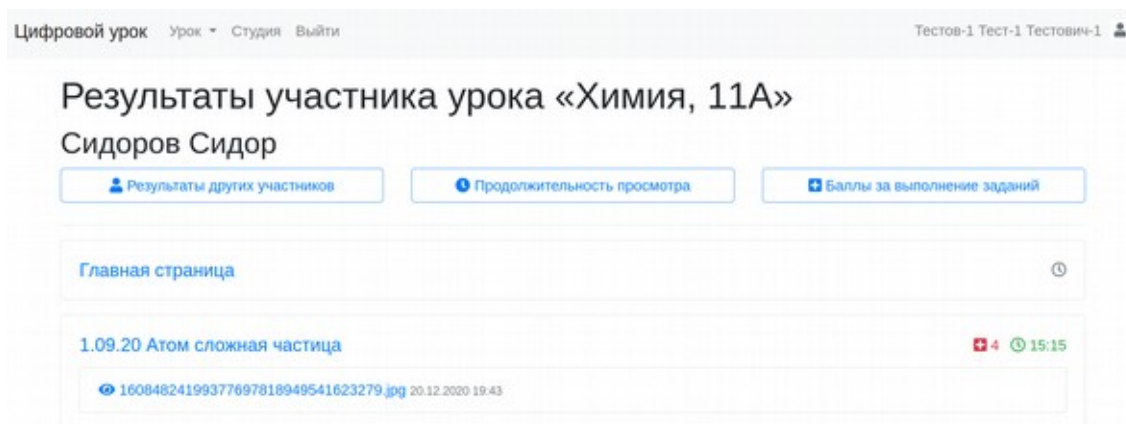 Цифровой урок Урок Студия Выйти Тестов-1 Тест-1 Тестович-1
Результаты участника урока «Химия, 11А»
Сидоров Сидор
Результаты других участников Продолжительность просмотра Баллы за выполнение заданий
Главная страница
1.09.20 Атом сложная частица 4 15:15
16084824199377697818949541623279.jpg 20.12.2020 19:43